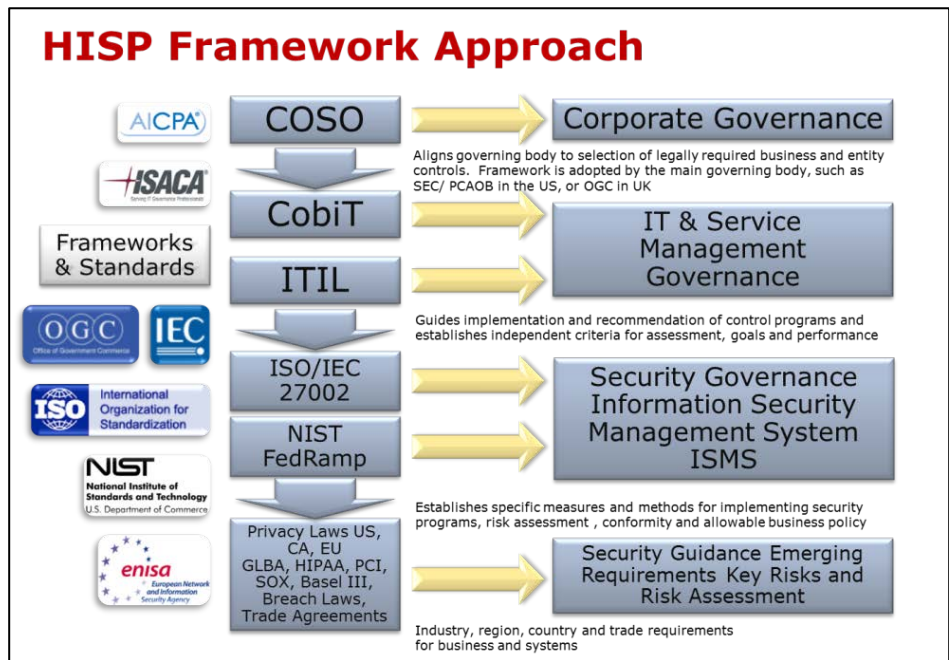 HISP Framework Approach
AICPA®
COSO
Corporate Governance
Aligns governing body to selection of legally required business and entity
controls. Framework is adopted by the main governing body, such as
SEC/ PCAOB in the US, or OGC in UK
ISACA®
Serving IT Governance Professionals
CobiT
IT & Service
Management
Governance
Frameworks
& Standards
ITIL
Guides implementation and recommendation of control programs and
establishes independent criteria for assessment, goals and performance
OGC
Office of Government Commerce
IEC
ISO/IEC
27002
Security Governance
Information Security
Management System
ISMS
ISO
International
Organization for
Standardization
NIST
FedRamp
NIST
National Institute of
Standards and Technology
U.S. Department of Commerce
Establishes specific measures and methods for implementing security
programs, risk assessment , conformity and allowable business policy
Privacy Laws US,
CA, EU
GLBA, HIPAA, PCI,
SOX, Basel III,
Breach Laws,
Trade Agreements
Security Guidance Emerging
Requirements Key Risks and
Risk Assessment
enisa
European Network
and Information
Security Agency
Industry, region, country and trade requirements
for business and systems